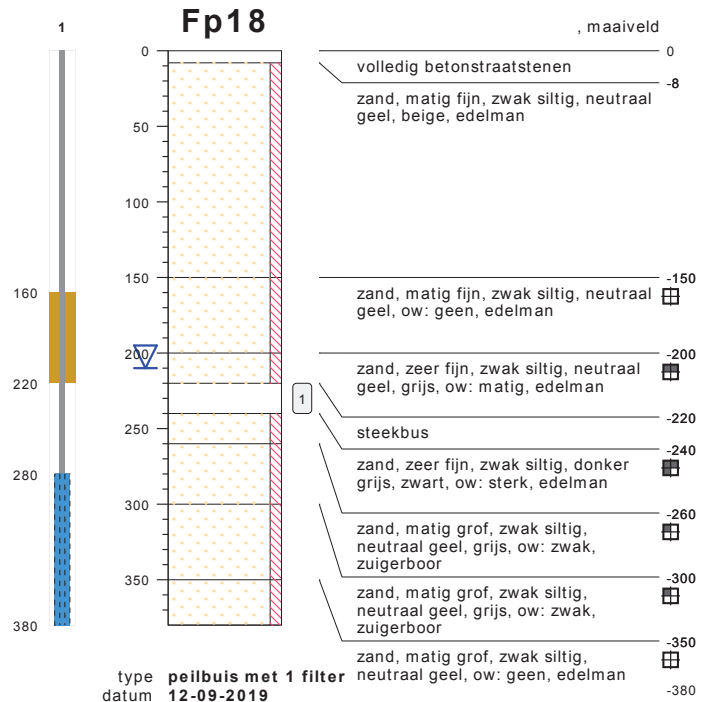 1
Fp18
, maaiveld
0
0
volledig betonstraatstenen
-8
zand, matig fijn, zwak siltig, neutraal
geel, beige, edelman
50
100
150
-150
160
zand, matig fijn, zwak siltig, neutraal
geel, ow: geen, edelman
200
-200
zand, zeer fijn, zwak siltig, neutraal
geel, grijs, ow: matig, edelman
220
1
-220
steekbus
250
-240
zand, zeer fijn, zwak siltig, donker
grijs, zwart, ow: sterk, edelman
280
300
-260
zand, matig grof, zwak siltig,
neutraal geel, grijs, ow: zwak,
zuigerboor
350
-300
zand, matig grof, zwak siltig,
neutraal geel, grijs, ow: zwak,
zuigerboor
380
-350
zand, matig grof, zwak siltig,
neutraal geel, ow: geen, edelman
-380
type peilbuis met 1 filter
datum 12-09-2019